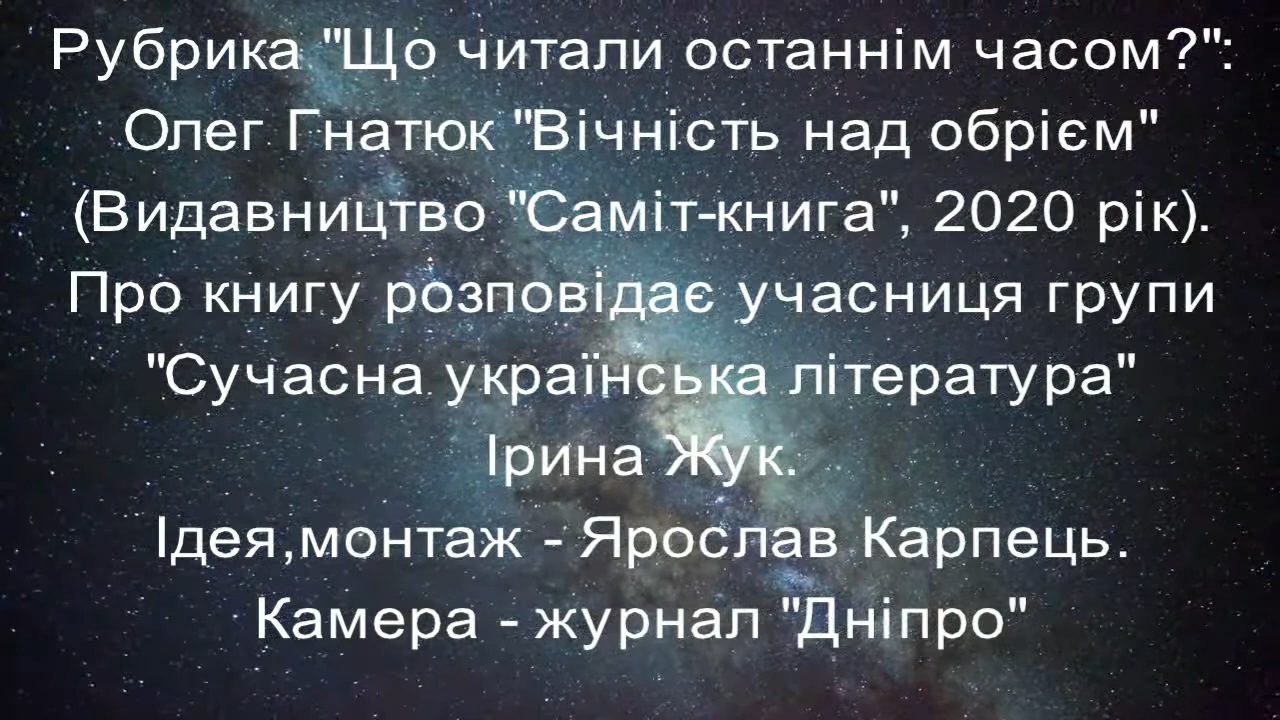 Рубрика "Що читали останнім часом?":
Олег Гнатюк "Вічність над обрієм"
(Видавництво "Саміт-книга", 2020 рік).
Про книгу розповідає учасниця групи
"Сучасна українська література"
Ірина Жук.
Ідея,монтаж - Ярослав Карпець.
Камера - журнал "Дніпро"